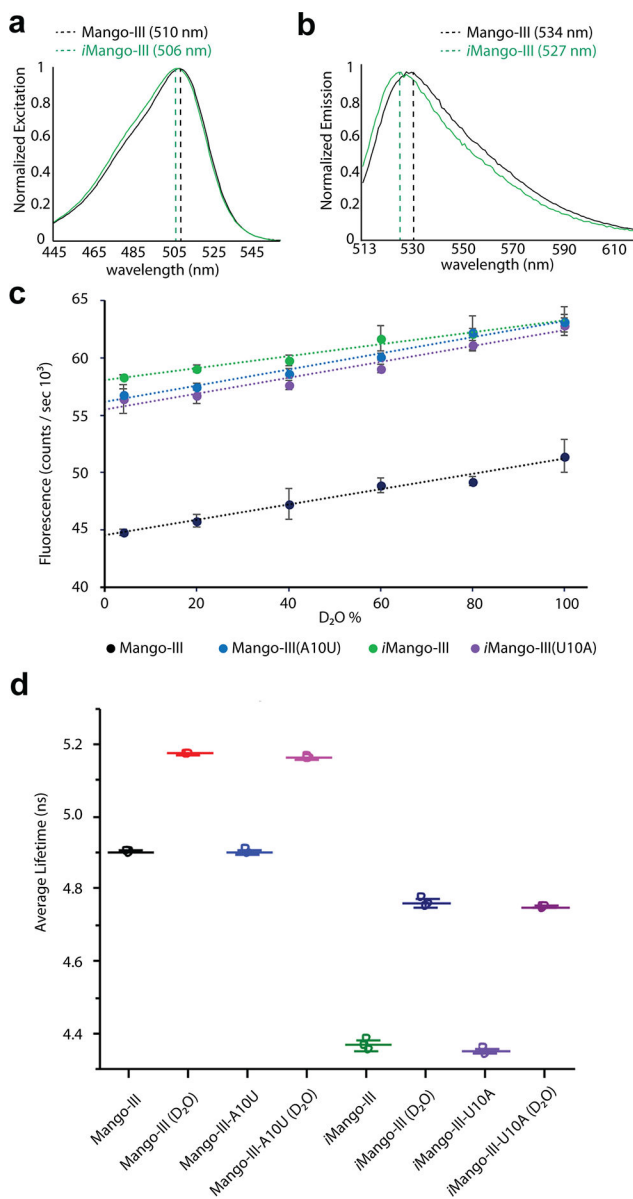 a
Mango-III (510 nm)
iMango-III (506 nm)
Normalized Excitation
1
0.8
0.6
0.4
0.2
0
445 465 485 505 525 545
wavelength (nm)
b
Mango-III (534 nm)
iMango-III (527 nm)
Normalized Emission
1
0.8
0.6
0.4
0.2
0
513 530 550 570 590 610
wavelength (nm)
c
Fluorescence (counts / sec 10³)
65
60
55
50
45
40
0 20 40 60 80 100
D₂O %
Mango-III Mango-III(A10U) iMango-III iMango-III(U10A)
d
Average Lifetime (ns)
5.2
5.0
4.8
4.6
4.4
Mango-III
Mango-III (D₂O)
Mango-III-A10U
Mango-III-A10U (D₂O)
iMango-III
iMango-III (D₂O)
iMango-III-U10A
iMango-III-U10A (D₂O)